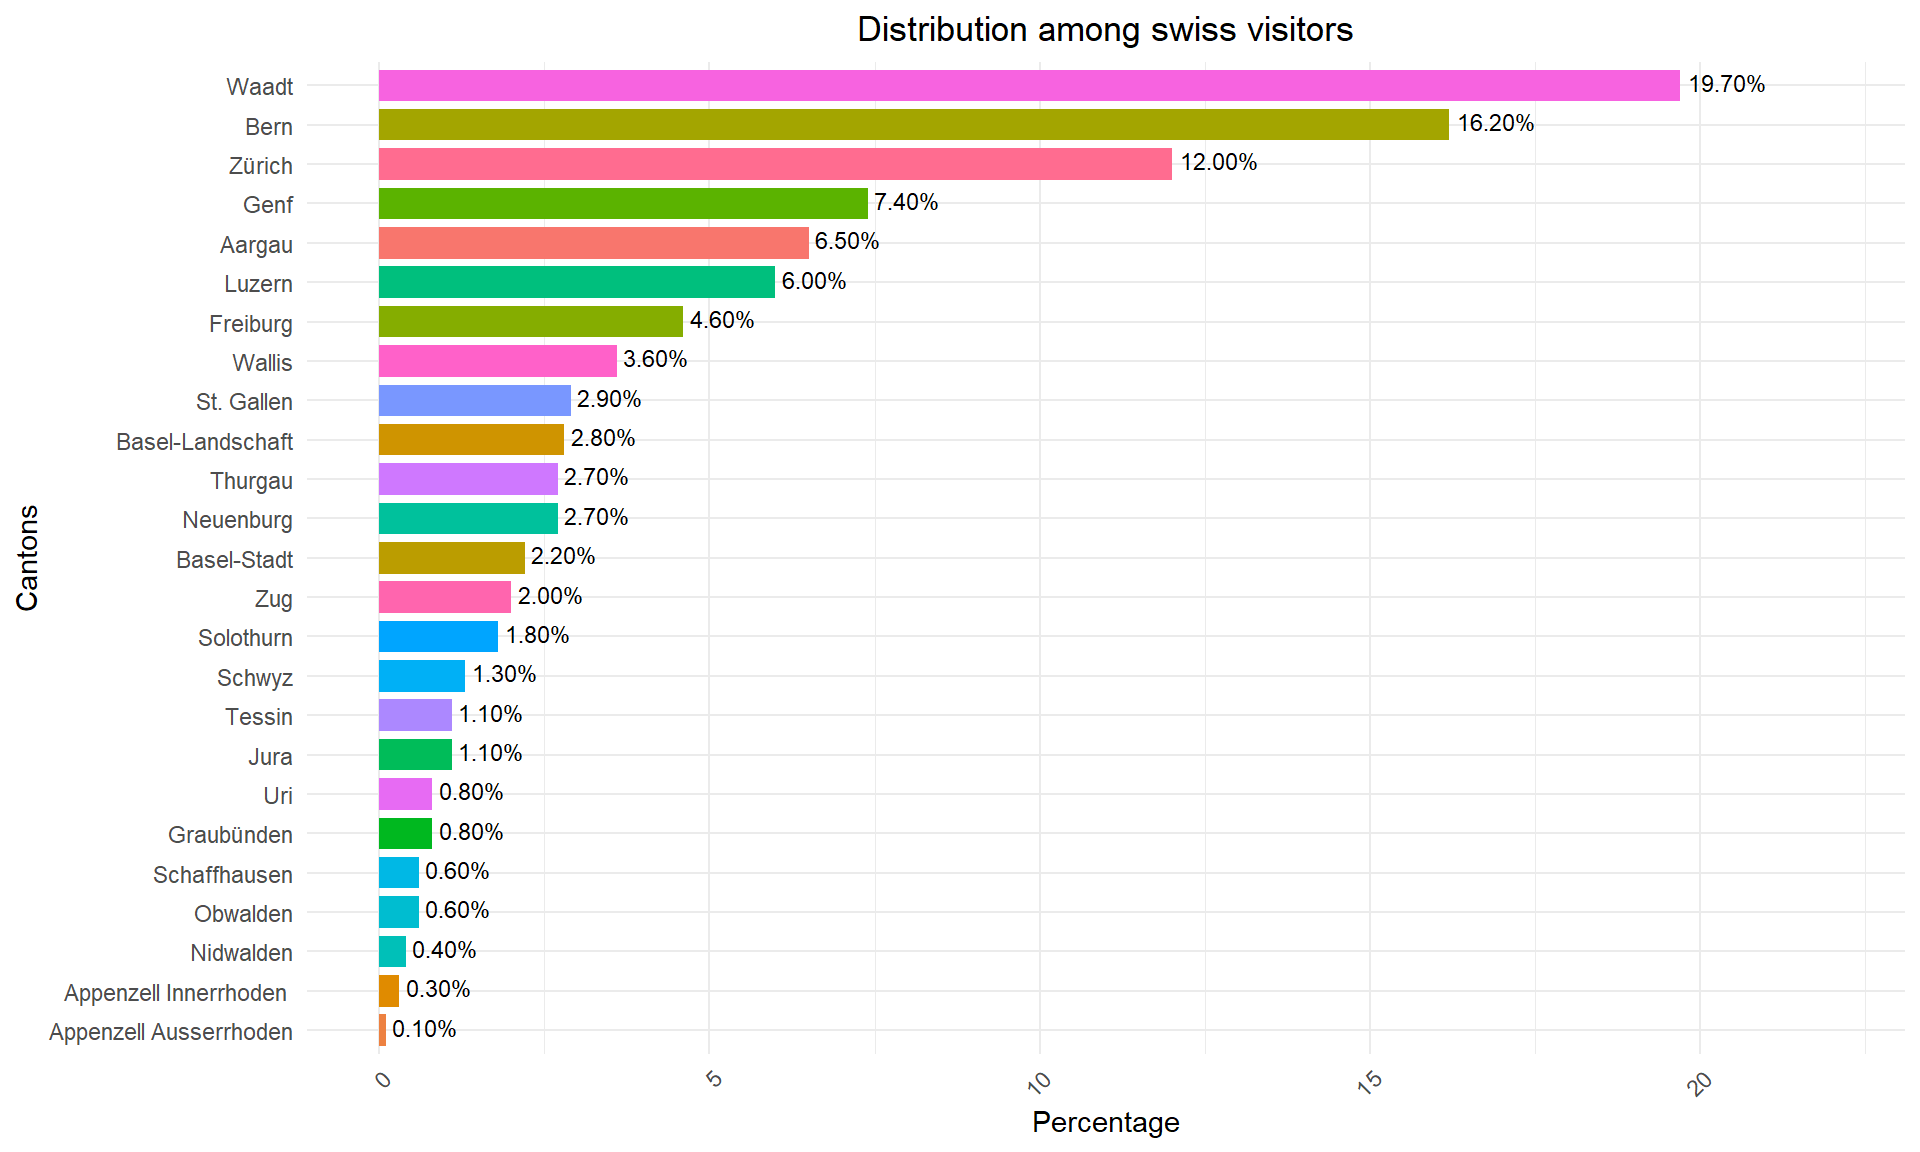 Distribution among swiss visitors
Waadt 19.70%
Bern 16.20%
Zürich 12.00%
Genf 7.40%
Aargau 6.50%
Luzern 6.00%
Freiburg 4.60%
Wallis 3.60%
St. Gallen 2.90%
Basel-Landschaft 2.80%
Thurgau 2.70%
Neuenburg 2.70%
Basel-Stadt 2.20%
Zug 2.00%
Solothurn 1.80%
Schwyz 1.30%
Tessin 1.10%
Jura 1.10%
Uri 0.80%
Graubünden 0.80%
Schaffhausen 0.60%
Obwalden 0.60%
Nidwalden 0.40%
Appenzell Innerrhoden 0.30%
Appenzell Ausserrhoden 0.10%
Cantons
0 5 10 15 20
Percentage